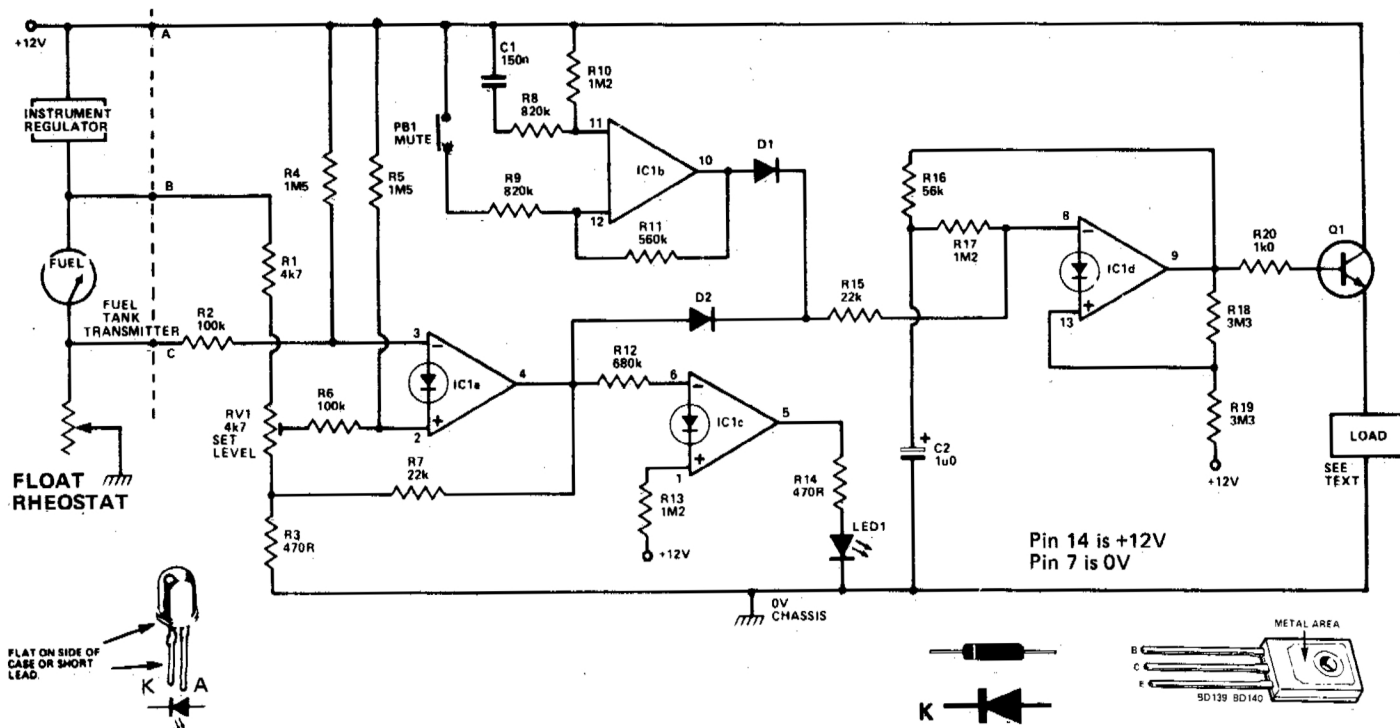 +12V
A
INSTRUMENT
REGULATOR
B
FUEL
FUEL
TANK
TRANSMITTER
C
FLOAT
RHEOSTAT
R1
4k7
R2
100k
RV1
4k7
SET
LEVEL
R3
470R
R4
1M5
R5
1M5
R6
100k
R7
22k
3
−
IC1a
4
+
2
PB1
MUTE
C1
150n
R8
820k
R9
820k
R10
1M2
11
IC1b
10
12
R11
560k
D1
D2
R12
680k
6
−
IC1c
5
+
1
R13
1M2
+12V
R14
470R
LED1
R15
22k
R16
56k
R17
1M2
+
C2
1u0
8
−
IC1d
9
+
13
R18
3M3
R19
3M3
+12V
R20
1k0
Q1
LOAD
SEE
TEXT
Pin 14 is +12V
Pin 7 is 0V
0V
CHASSIS
FLAT ON SIDE OF
CASE OR SHORT
LEAD.
K A
K
METAL AREA
B
C
E
BD139 BD140